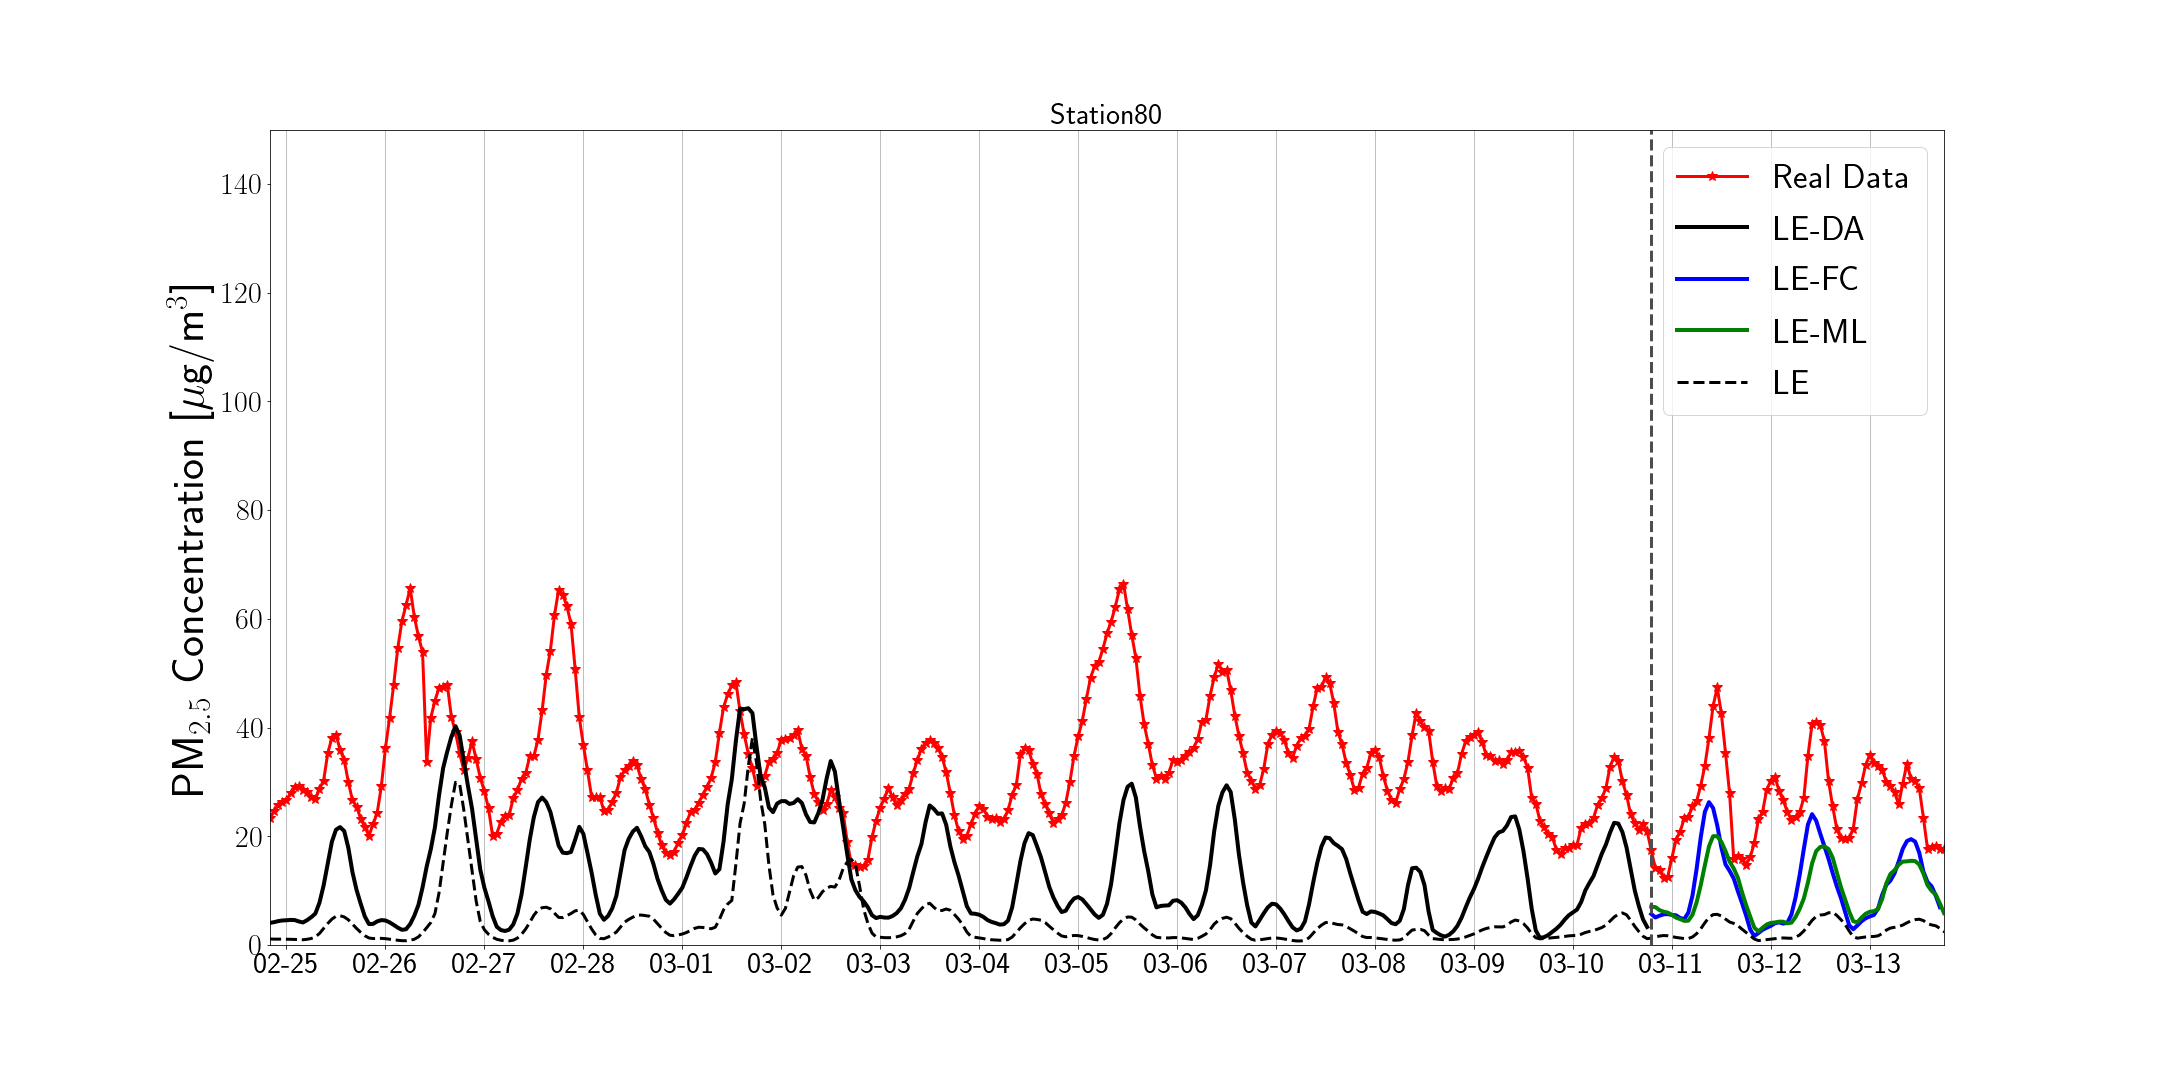 Station80
PM2.5 Concentration [μg/m³]
140
120
100
80
60
40
20
0
02-25 02-26 02-27 02-28 03-01 03-02 03-03 03-04 03-05 03-06 03-07 03-08 03-09 03-10 03-11 03-12 03-13
Real Data
LE-DA
LE-FC
LE-ML
LE